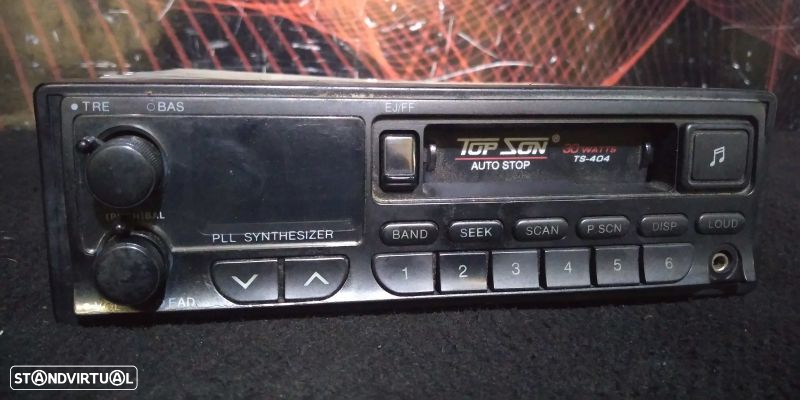 TRE BAS
EJ/FF
TOP SON ® 30 WATTS
AUTO STOP TS-404
BAL
PLL SYNTHESIZER
BAND SEEK SCAN P SCN DISP LOUD
1 2 3 4 5 6
FAD
STANDVIRTUAL